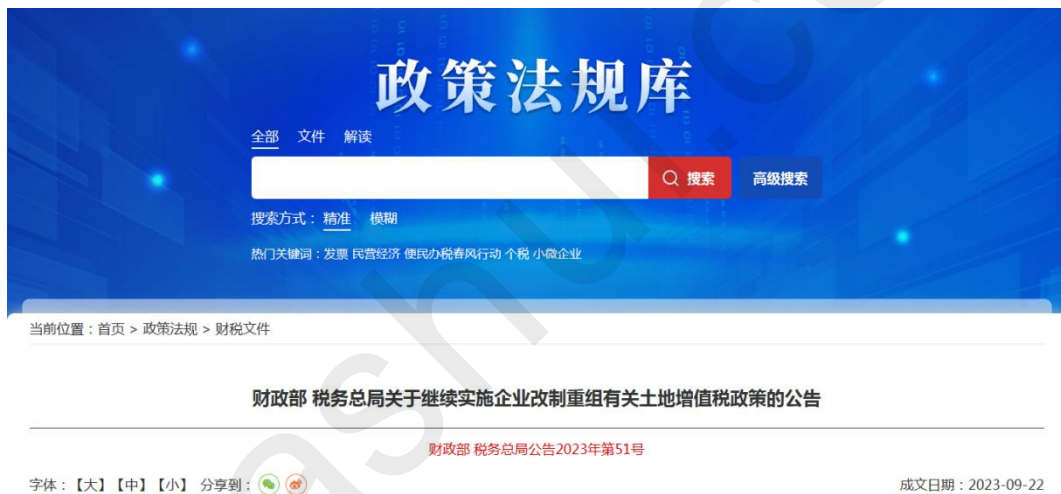 政策法规库
全部 文件 解读
搜索 高级搜索
搜索方式：精准 模糊
热门关键词：发票 民营经济 便民办税春风行动 个税 小微企业
当前位置：首页 > 政策法规 > 财税文件
财政部 税务总局关于继续实施企业改制重组有关土地增值税政策的公告
财政部 税务总局公告2023年第51号
字体：【大】【中】【小】 分享到： 成文日期：2023-09-22